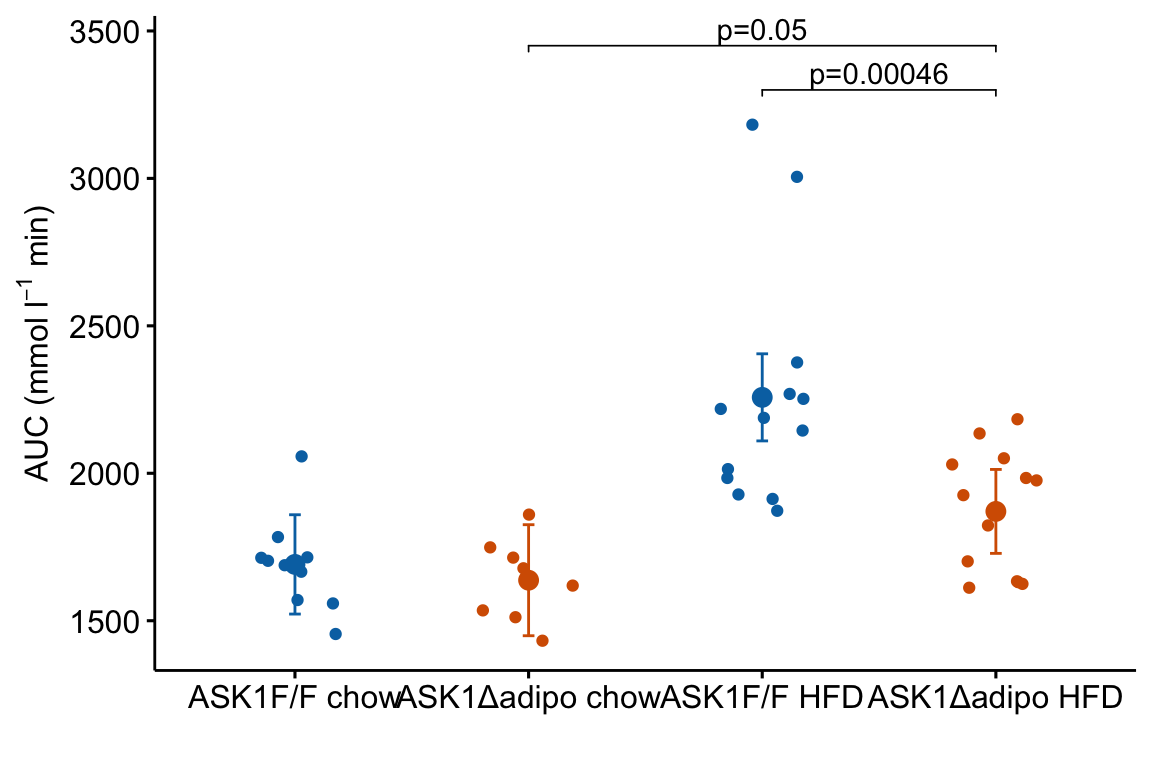 3500
3000
2500
2000
1500
AUC (mmol l⁻¹ min)
p=0.05
p=0.00046
ASK1F/F chow
ASK1Δadipo chow
ASK1F/F HFD
ASK1Δadipo HFD